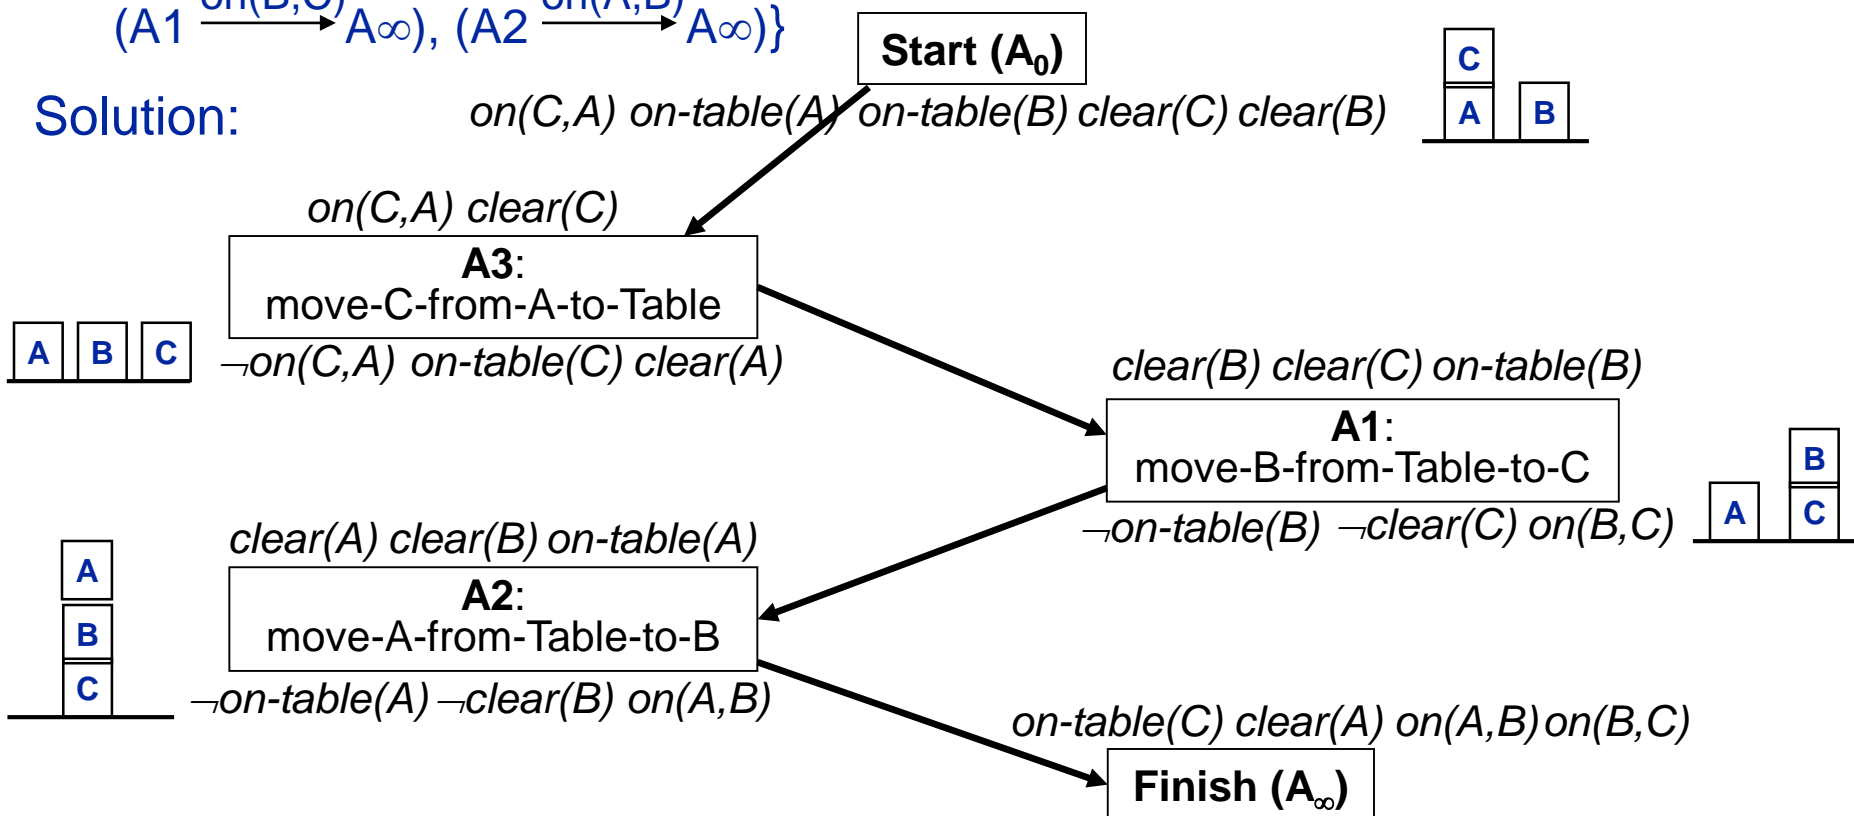 on(B,C) on(A,B)
(A1 ⟶ A∞), (A2 ⟶ A∞)}
Start (A₀)
Solution:
on(C,A) on-table(A) on-table(B) clear(C) clear(B)
C
A B
on(C,A) clear(C)
A3:
move-C-from-A-to-Table
A B C
¬on(C,A) on-table(C) clear(A)
clear(B) clear(C) on-table(B)
A1:
move-B-from-Table-to-C
¬on-table(B) ¬clear(C) on(B,C)
B
A C
clear(A) clear(B) on-table(A)
A2:
move-A-from-Table-to-B
¬on-table(A) ¬clear(B) on(A,B)
A
B
C
on-table(C) clear(A) on(A,B) on(B,C)
Finish (A∞)